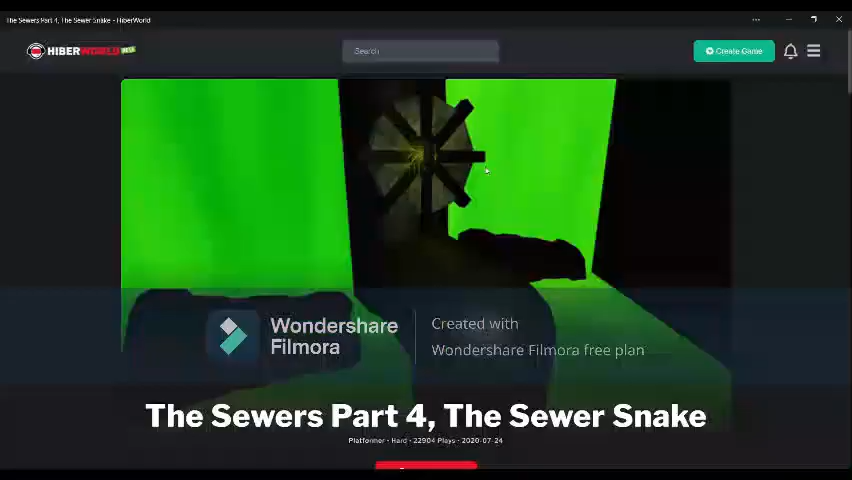 The Sewers Part 4, The Sewer Snake - HiberWorld
HIBERWORLD BETA
Search
Create Game
Wondershare
Filmora
Created with
Wondershare Filmora free plan
The Sewers Part 4, The Sewer Snake
Platformer • Hard • 22904 Plays • 2020-07-24